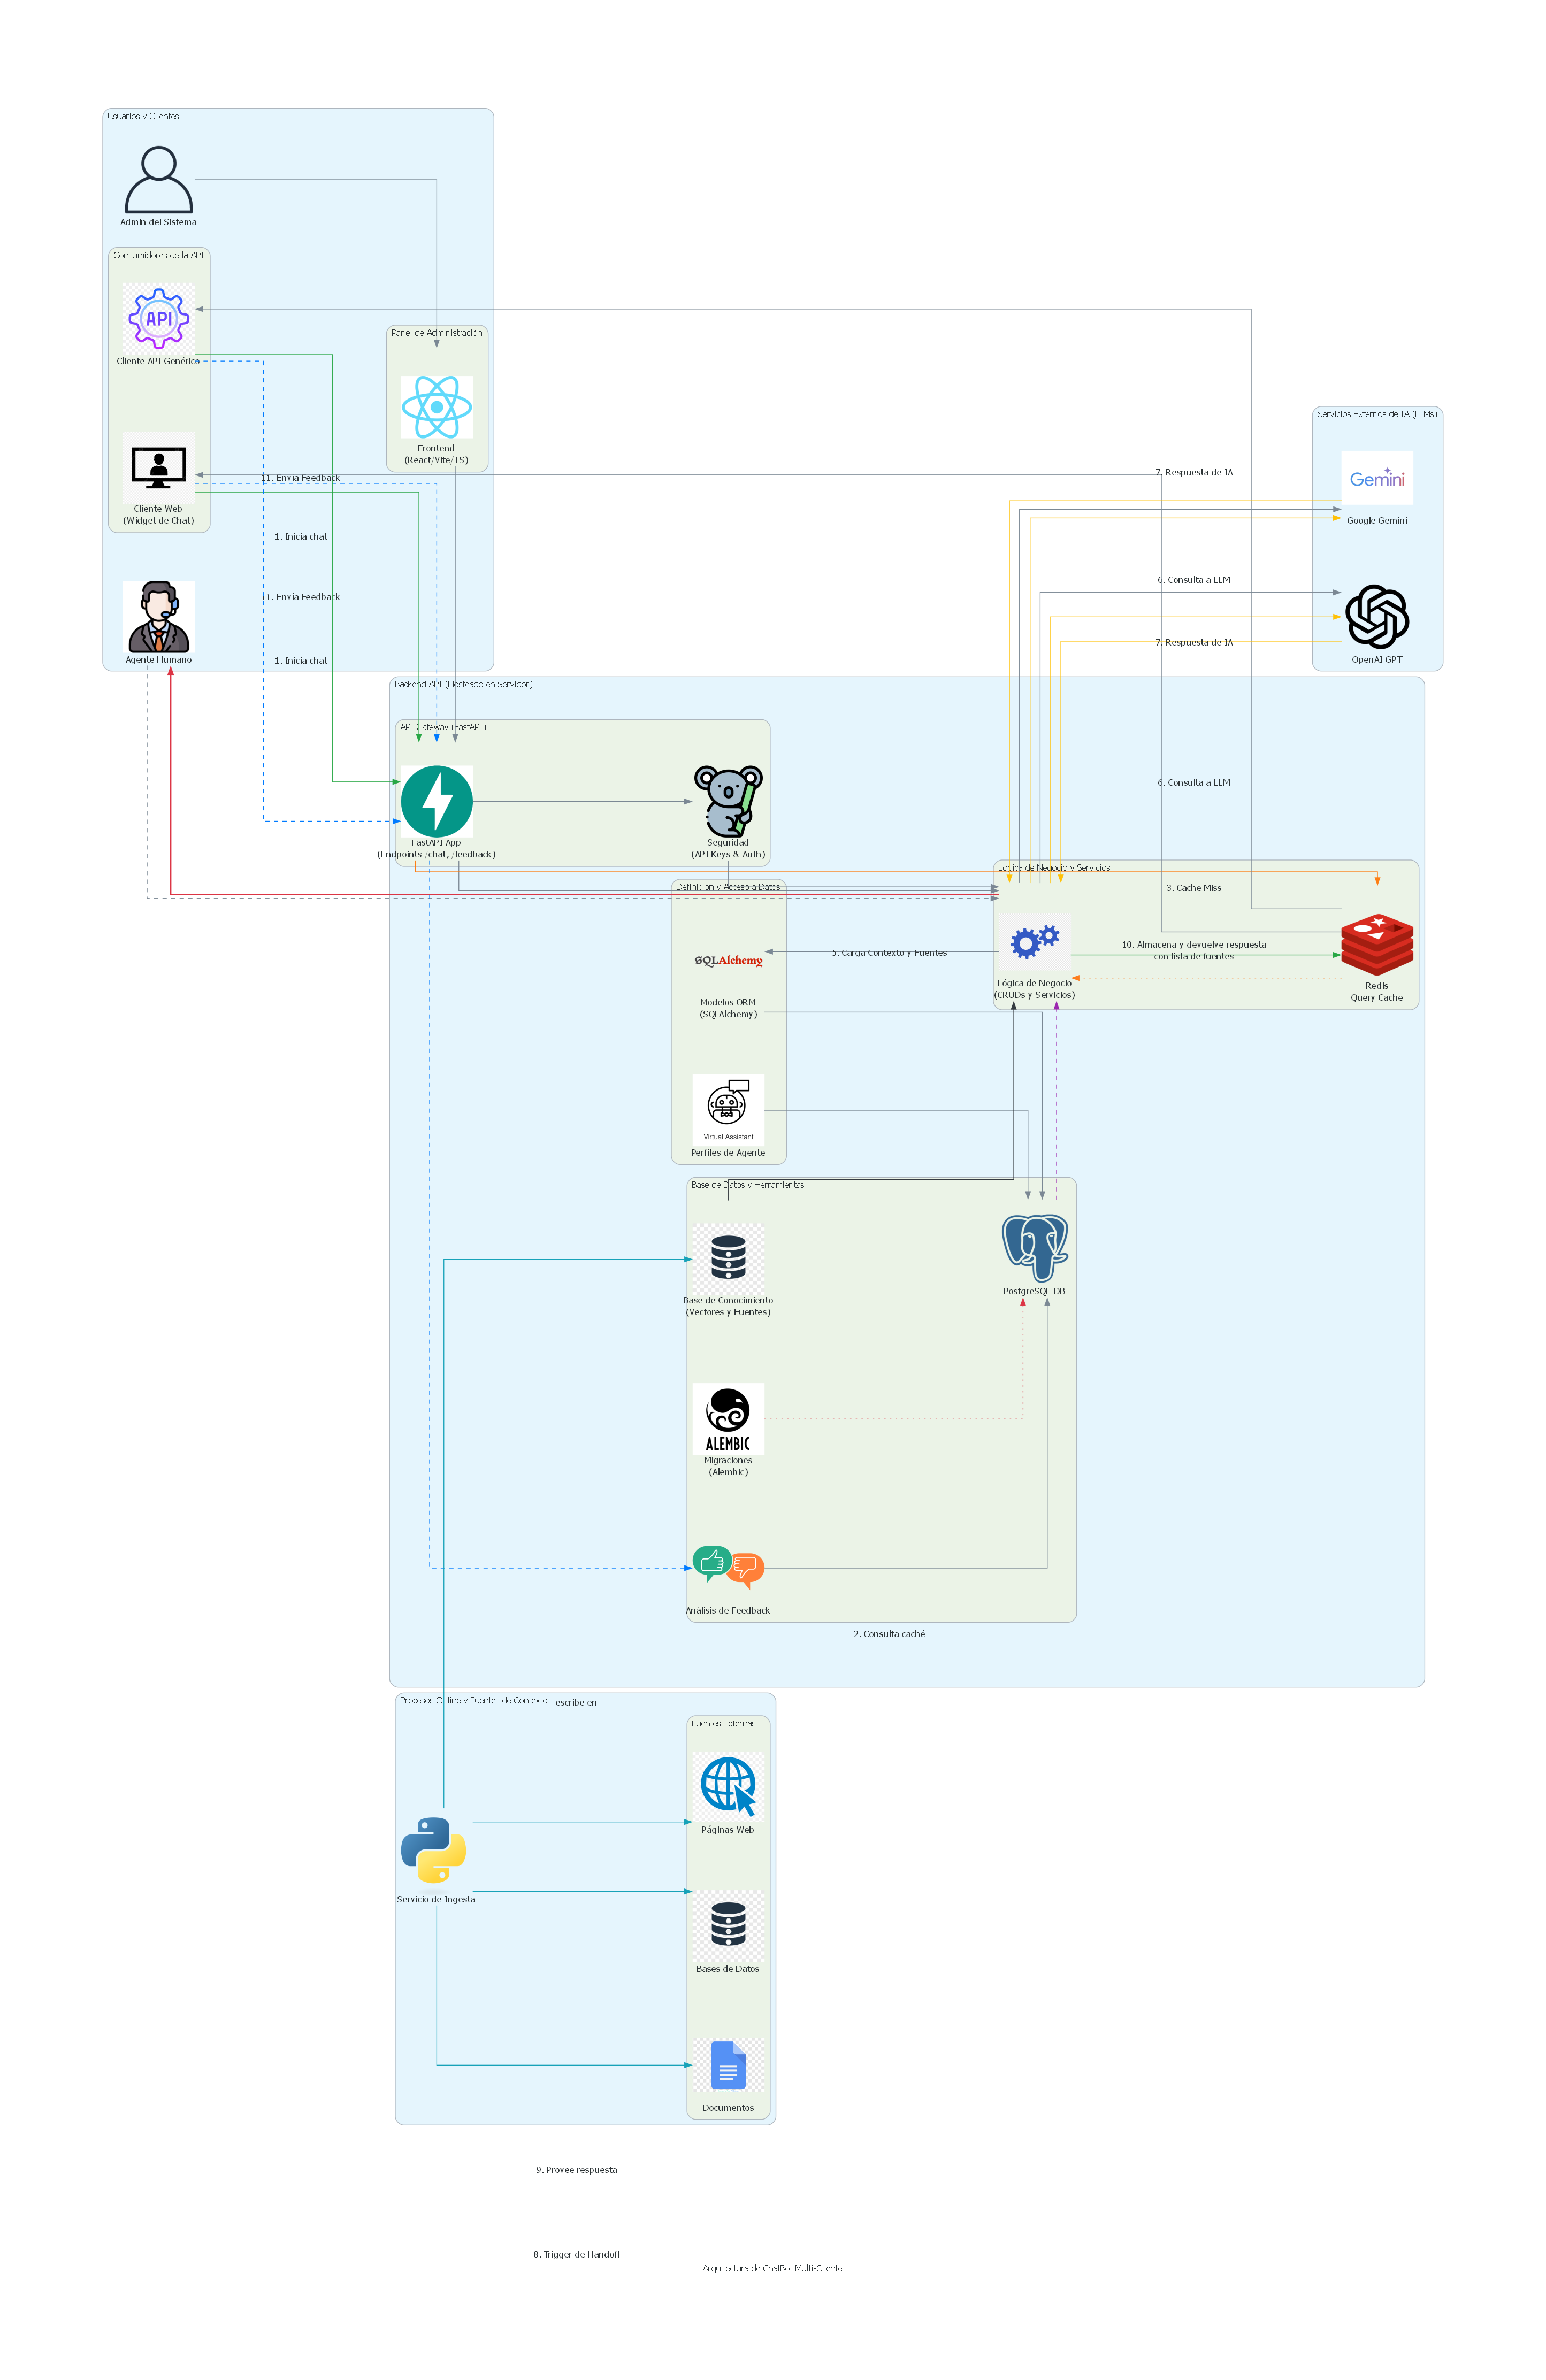 Usuarios y Clientes
Admin del Sistema
Consumidores de la API
API
Cliente API Genérico
Panel de Administración
Frontend
(React/Vite/TS)
11. Envía Feedback
Cliente Web
(Widget de Chat)
1. Inicia chat
11. Envía Feedback
Agente Humano
1. Inicia chat
Servicios Externos de IA (LLMs)
7. Respuesta de IA
Gemini
Google Gemini
6. Consulta a LLM
7. Respuesta de IA
OpenAI GPT
Backend API (Hosteado en Servidor)
API Gateway (FastAPI)
6. Consulta a LLM
FastAPI App
(Endpoints /chat, /feedback)
Seguridad
(API Keys & Auth)
Lógica de Negocio y Servicios
Definición y Acceso a Datos
3. Cache Miss
SQLAlchemy
5. Carga Contexto y Fuentes
10. Almacena y devuelve respuesta
con lista de fuentes
Lógica de Negocio
(CRUDs y Servicios)
Redis
Query Cache
Modelos ORM
(SQLAlchemy)
Virtual Assistant
Perfiles de Agente
Base de Datos y Herramientas
Base de Conocimiento
(Vectores y Fuentes)
PostgreSQL DB
ALEMBIC
Migraciones
(Alembic)
Análisis de Feedback
2. Consulta caché
Procesos Offline y Fuentes de Contexto
escribe en
Fuentes Externas
Páginas Web
Servicio de Ingesta
Bases de Datos
Documentos
9. Provee respuesta
8. Trigger de Handoff
Arquitectura de ChatBot Multi-Cliente